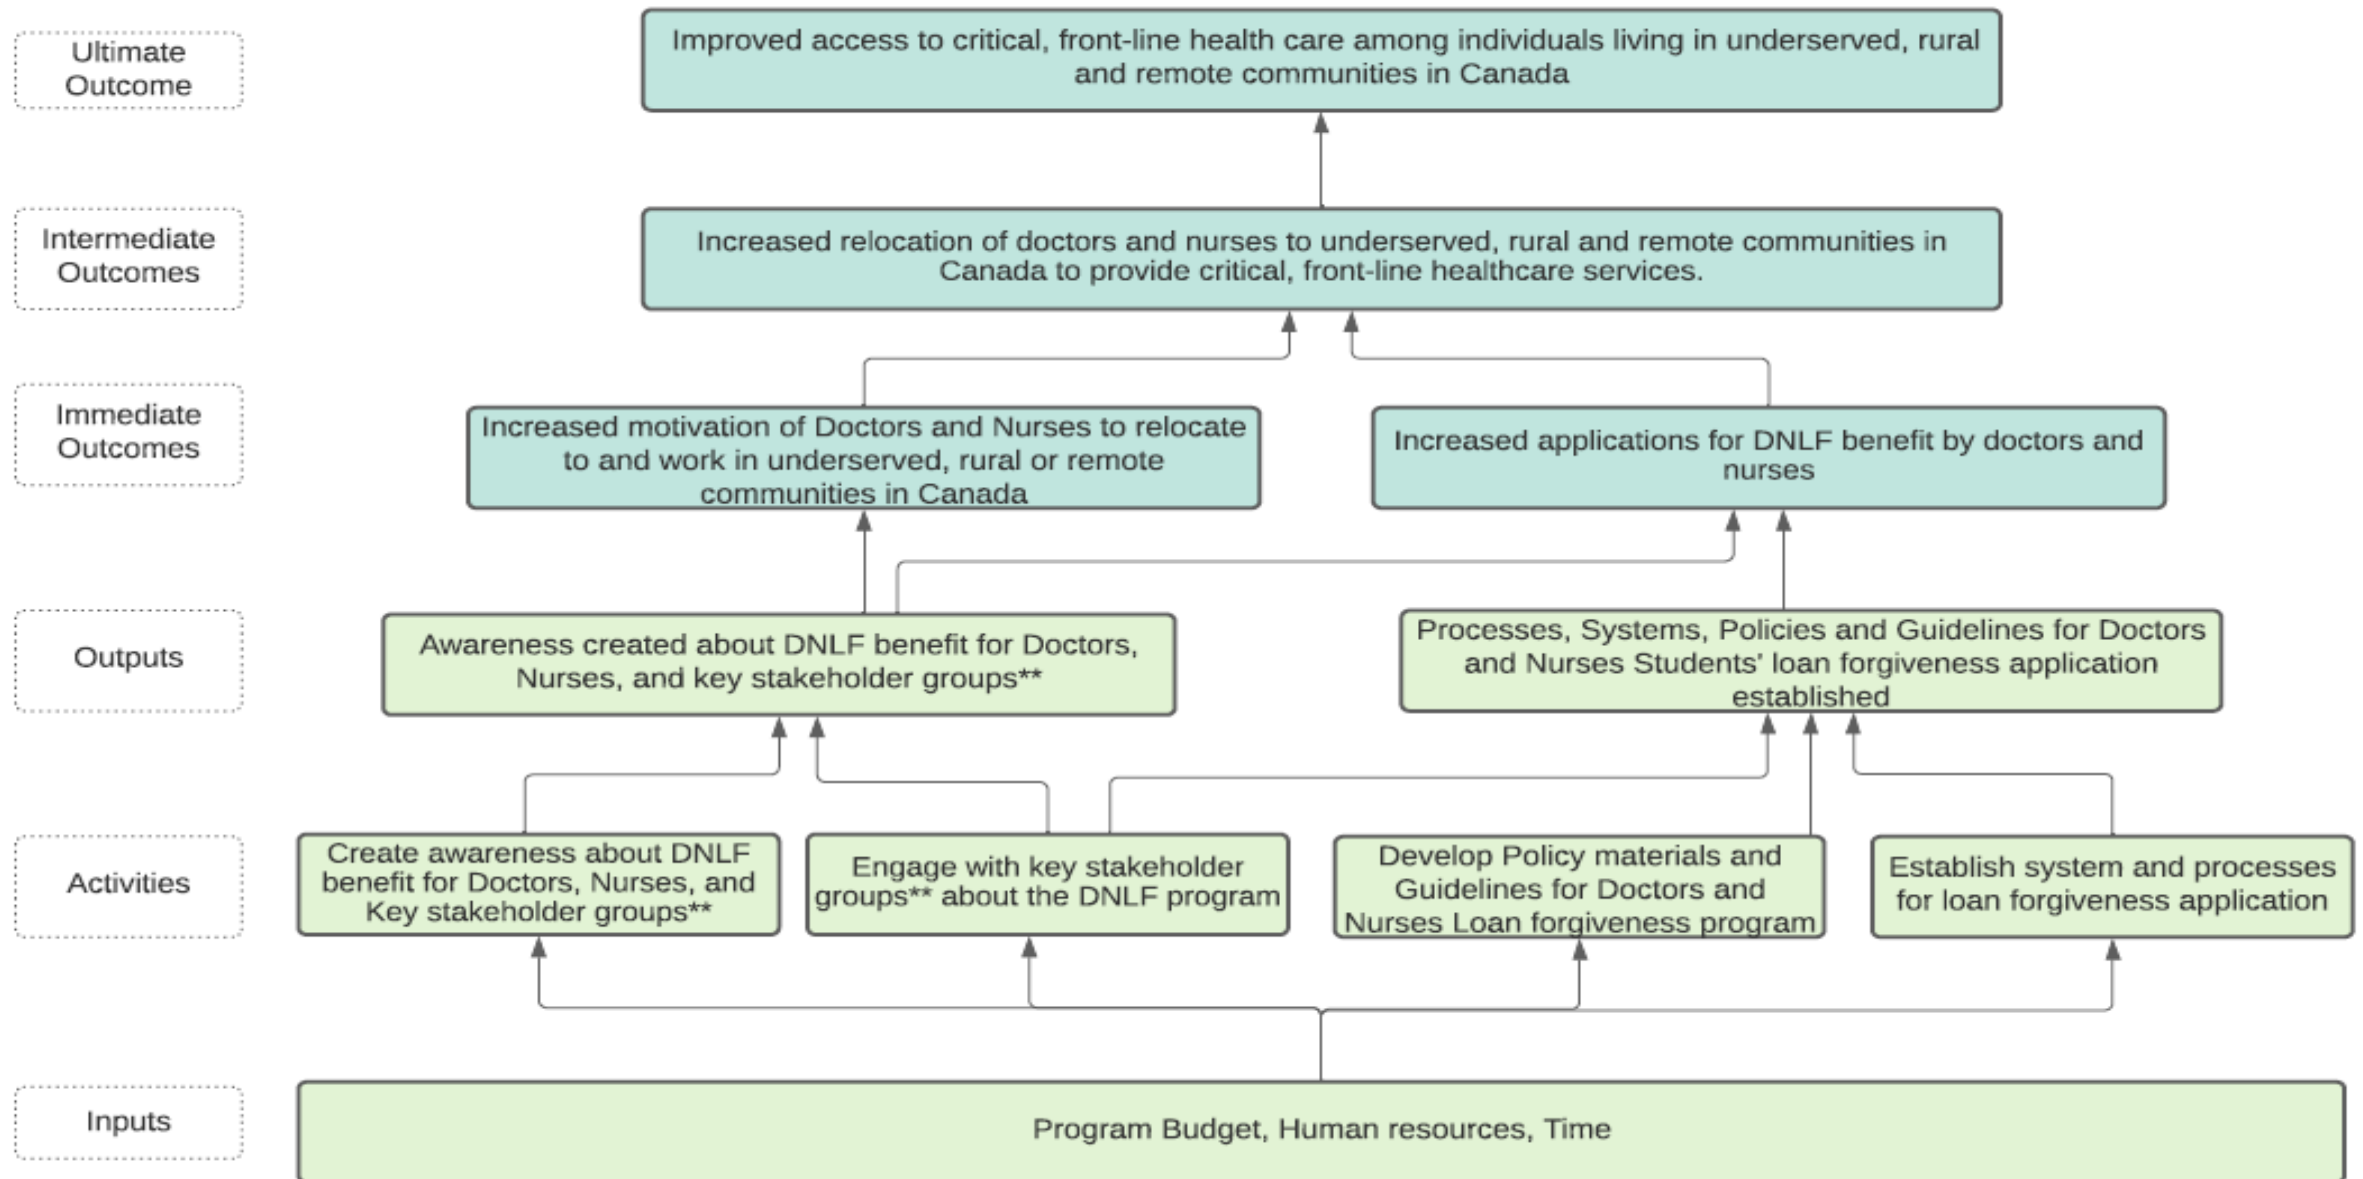 Ultimate
Outcome
Improved access to critical, front-line health care among individuals living in underserved, rural
and remote communities in Canada
Intermediate
Outcomes
Increased relocation of doctors and nurses to underserved, rural and remote communities in
Canada to provide critical, front-line healthcare services.
Immediate
Outcomes
Increased motivation of Doctors and Nurses to relocate
to and work in underserved, rural or remote
communities in Canada
Increased applications for DNLF benefit by doctors and
nurses
Outputs
Awareness created about DNLF benefit for Doctors,
Nurses, and key stakeholder groups**
Processes, Systems, Policies and Guidelines for Doctors
and Nurses Students' loan forgiveness application
established
Activities
Create awareness about DNLF
benefit for Doctors, Nurses, and
Key stakeholder groups**
Engage with key stakeholder
groups** about the DNLF program
Develop Policy materials and
Guidelines for Doctors and
Nurses Loan forgiveness program
Establish system and processes
for loan forgiveness application
Inputs
Program Budget, Human resources, Time